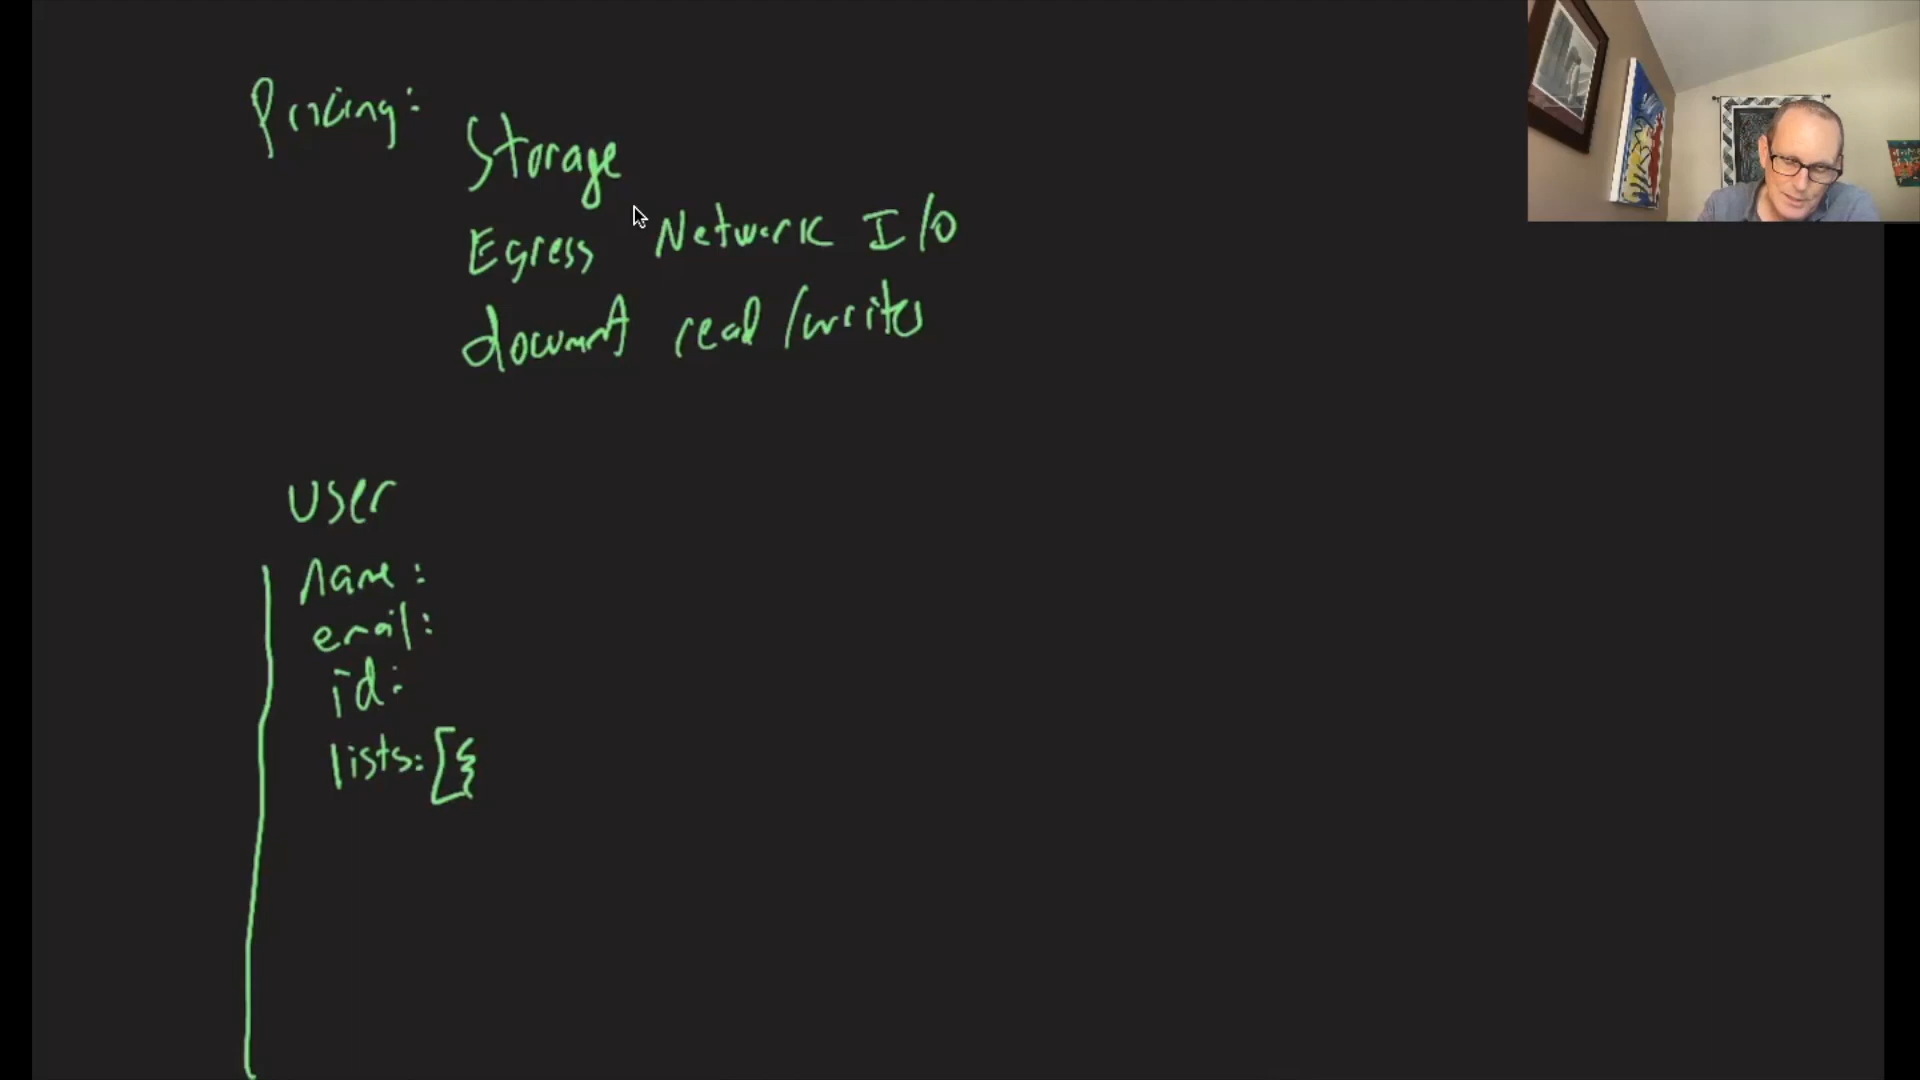 Pricing:
Storage
Egress Network I/O
document read/writes
user
name:
email:
id:
lists: [{